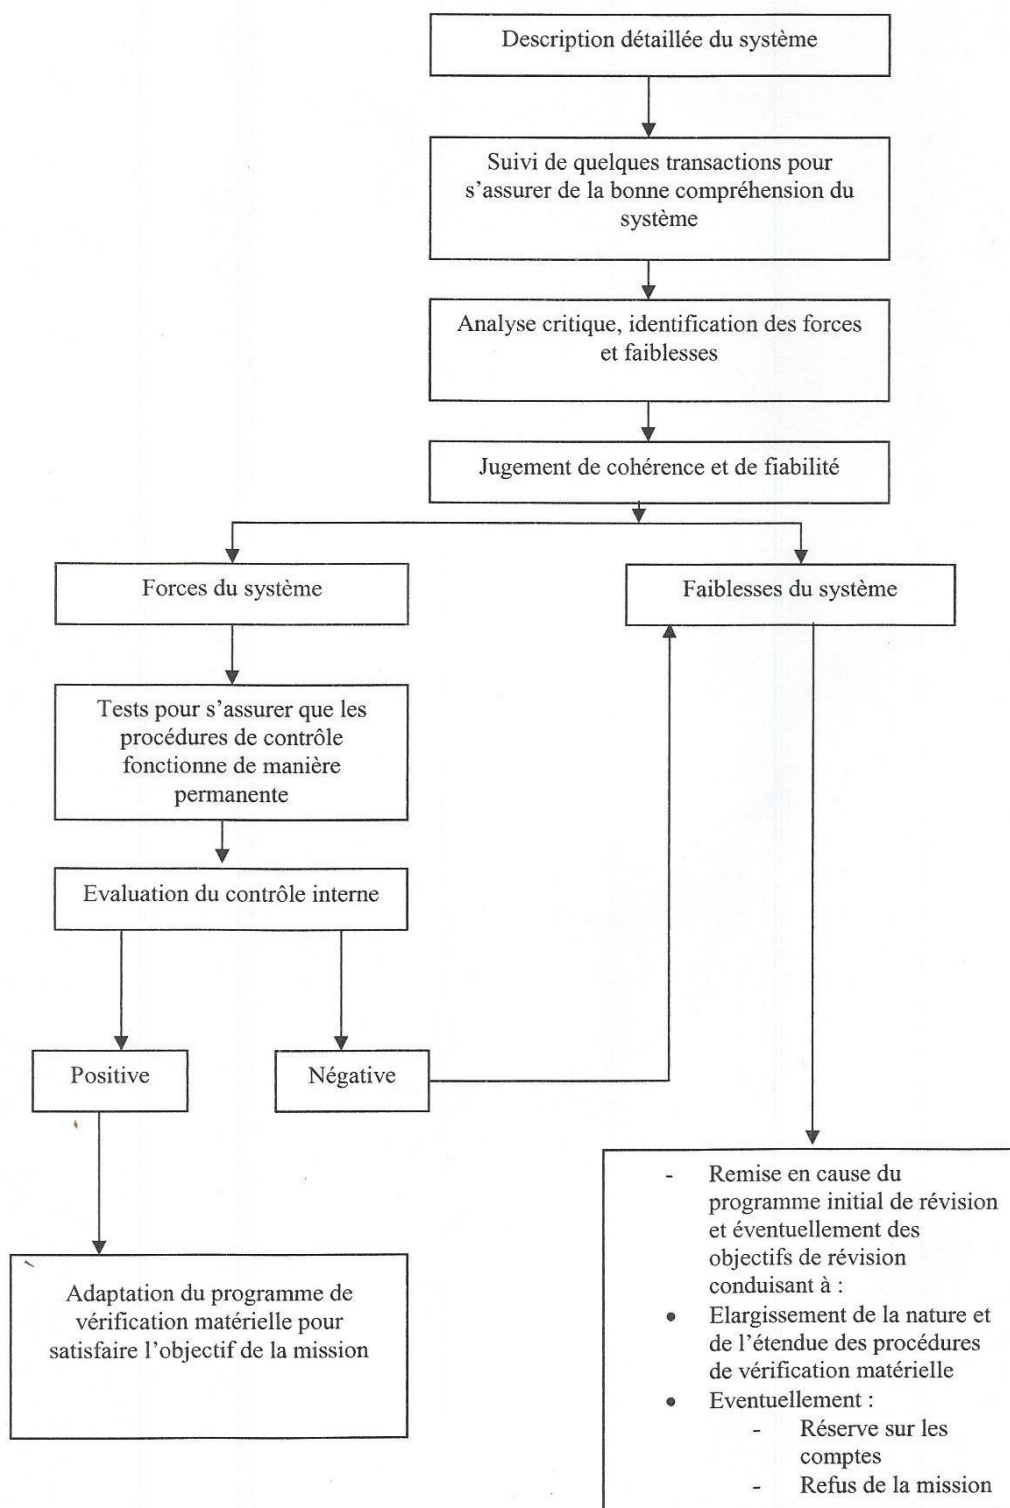 Description détaillée du système
Suivi de quelques transactions pour
s’assurer de la bonne compréhension du
système
Analyse critique, identification des forces
et faiblesses
Jugement de cohérence et de fiabilité
Forces du système
Faiblesses du système
Tests pour s’assurer que les
procédures de contrôle
fonctionne de manière
permanente
Evaluation du contrôle interne
Positive
Négative
Adaptation du programme de
vérification matérielle pour
satisfaire l’objectif de la mission
- Remise en cause du
programme initial de révision
et éventuellement des
objectifs de révision
conduisant à :
• Elargissement de la nature et
de l’étendue des procédures
de vérification matérielle
• Eventuellement :
- Réserve sur les
comptes
- Refus de la mission